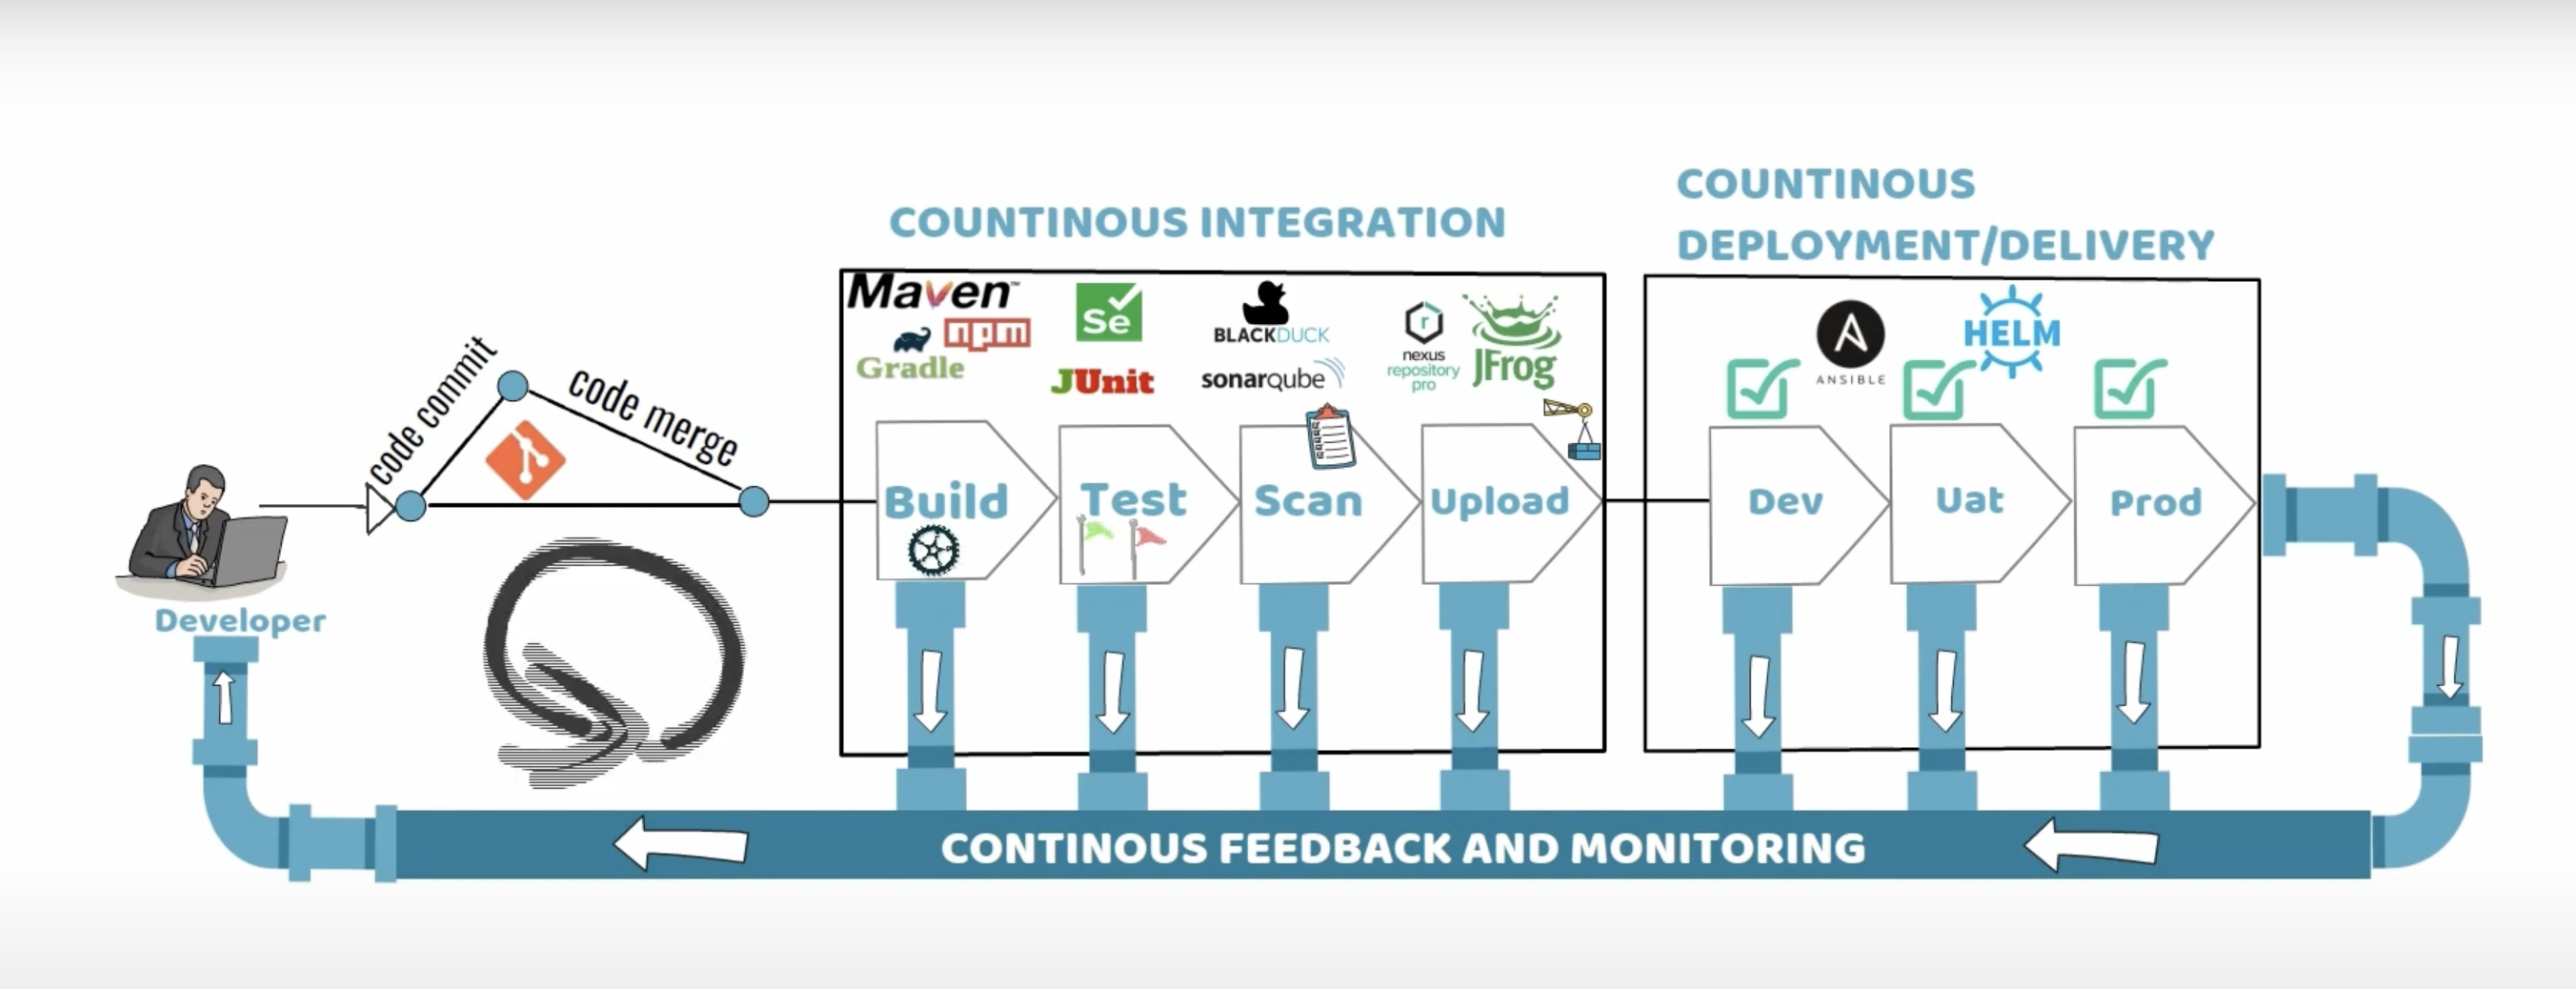 COUNTINOUS INTEGRATION
COUNTINOUS
DEPLOYMENT/DELIVERY
code commit
code merge
Developer
Maven™
npm
Gradle
Se
JUnit
BLACKDUCK
sonarqube
r
nexus
repository
pro
JFrog
A
ANSIBLE
HELM
Build
Test
Scan
Upload
Dev
Uat
Prod
CONTINOUS FEEDBACK AND MONITORING